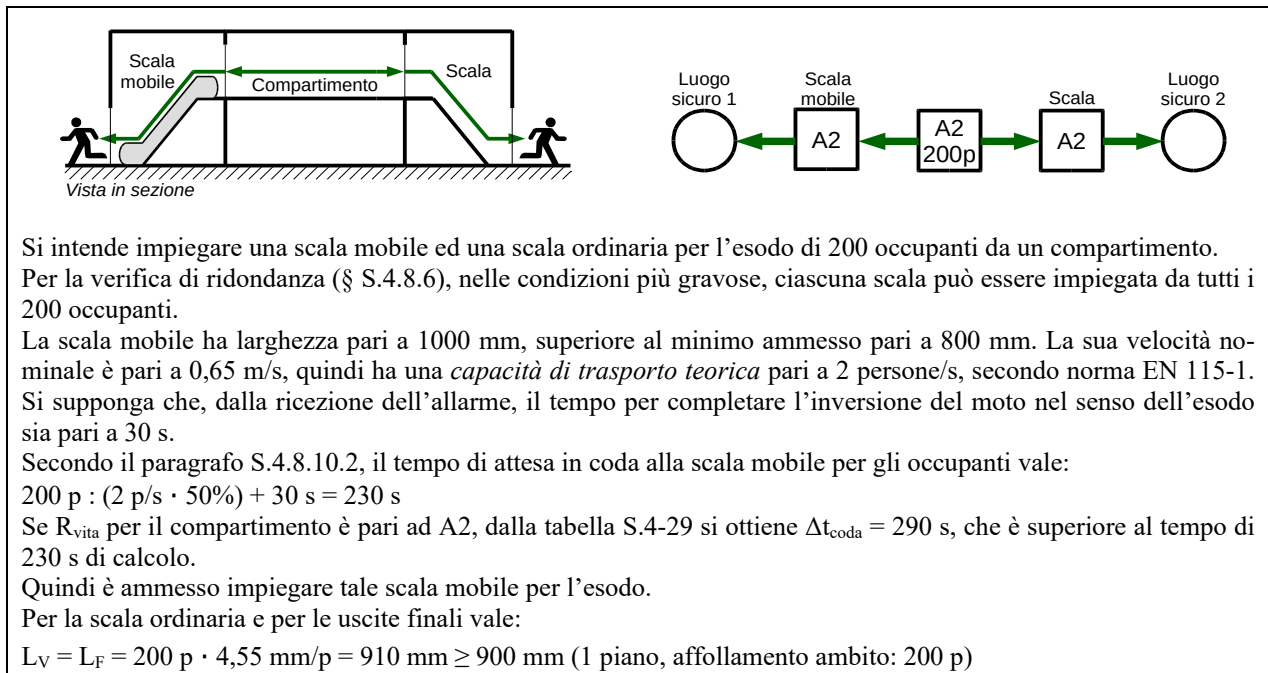 Scala
mobile
Compartimento
Scala
Vista in sezione
Luogo
sicuro 1
Scala
mobile
A2
A2
200p
Scala
A2
Luogo
sicuro 2
Si intende impiegare una scala mobile ed una scala ordinaria per l’esodo di 200 occupanti da un compartimento.
Per la verifica di ridondanza (§ S.4.8.6), nelle condizioni più gravose, ciascuna scala può essere impiegata da tutti i
200 occupanti.
La scala mobile ha larghezza pari a 1000 mm, superiore al minimo ammesso pari a 800 mm. La sua velocità no-
minale è pari a 0,65 m/s, quindi ha una capacità di trasporto teorica pari a 2 persone/s, secondo norma EN 115-1.
Si supponga che, dalla ricezione dell’allarme, il tempo per completare l’inversione del moto nel senso dell’esodo
sia pari a 30 s.
Secondo il paragrafo S.4.8.10.2, il tempo di attesa in coda alla scala mobile per gli occupanti vale:
200 p : (2 p/s · 50%) + 30 s = 230 s
Se Rvita per il compartimento è pari ad A2, dalla tabella S.4-29 si ottiene Δtcoda = 290 s, che è superiore al tempo di
230 s di calcolo.
Quindi è ammesso impiegare tale scala mobile per l’esodo.
Per la scala ordinaria e per le uscite finali vale:
LV = LF = 200 p · 4,55 mm/p = 910 mm ≥ 900 mm (1 piano, affollamento ambito: 200 p)